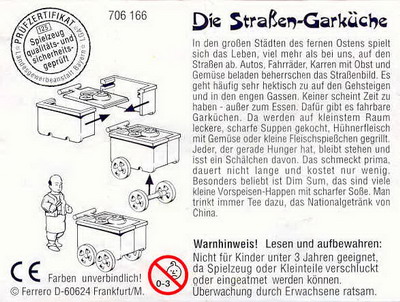 PRÜFZERTIFIKAT
LGA
Landesgewerbeanstalt Bayern
125
Spielzeug
qualitäts- und
sicherheits-
geprüft
706 166
Die Straßen-Garküche
In den großen Städten des fernen Ostens spielt
sich das Leben, viel mehr als bei uns, auf den
Straßen ab. Autos, Fahrräder, Karren mit Obst und
Gemüse beladen beherrschen das Straßenbild. Es
geht häufig sehr hektisch zu auf den Gehsteigen
und in den engen Gassen. Keiner scheint Zeit zu
haben - außer zum Essen. Dafür gibt es fahrbare
Garküchen. Da werden auf kleinstem Raum
leckere, scharfe Suppen gekocht, Hühnerfleisch
mit Gemüse oder kleine Fleischspießchen gegrillt.
Jeder, der gerade Hunger hat, bleibt stehen und
isst ein Schälchen davon. Das schmeckt prima,
dauert nicht lange und kostet nur wenig.
Besonders beliebt ist Dim Sum, das sind viele
kleine Vorspeisen-Happen mit scharfer Soße. Man
trinkt immer Tee dazu, das Nationalgetränk von
China.
Warnhinweis! Lesen und aufbewahren:
Nicht für Kinder unter 3 Jahren geeignet,
da Spielzeug oder Kleinteile verschluckt
oder eingeatmet werden können.
Überwachung durch Erwachsene ratsam.
0-3
CE Farben unverbindlich!
© Ferrero D-60624 Frankfurt/M.